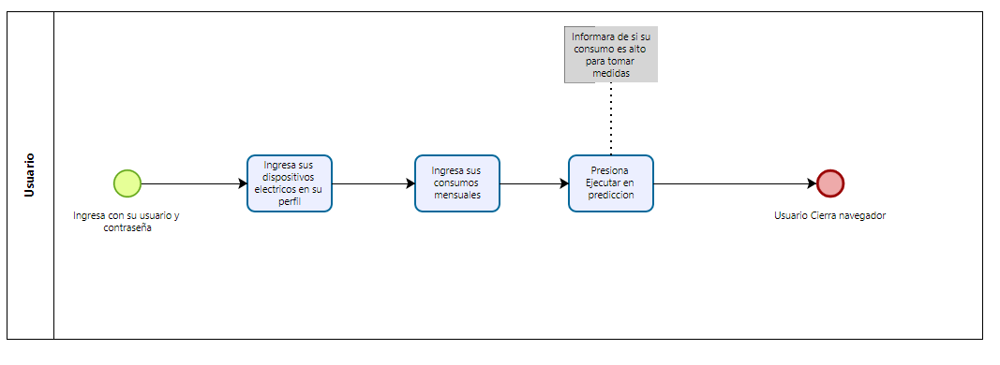 Usuario
Ingresa con su usuario y
contraseña
Ingresa sus
dispositivos
electricos en su
perfil
Ingresa sus
consumos
mensuales
Informara de si su
consumo es alto
para tomar
medidas
Presiona
Ejecutar en
prediccion
Usuario Cierra navegador